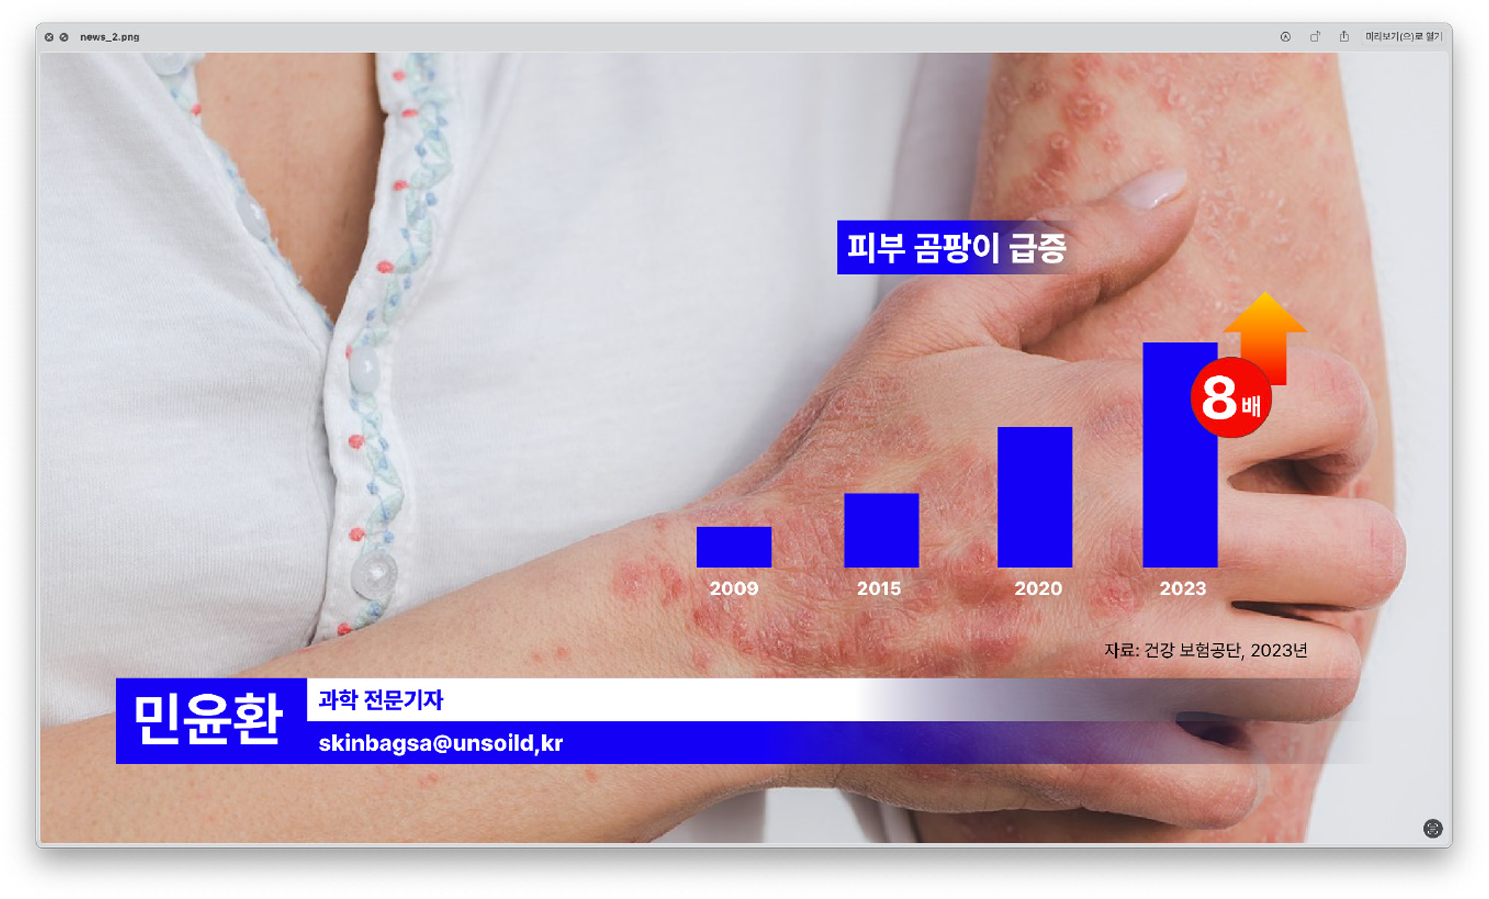 news_2.png
미리보기(으)로 열기
피부 곰팡이 급증
8배
2009 2015 2020 2023
자료: 건강 보험공단, 2023년
민윤환
과학 전문기자
skinbagsa@unsoild,kr